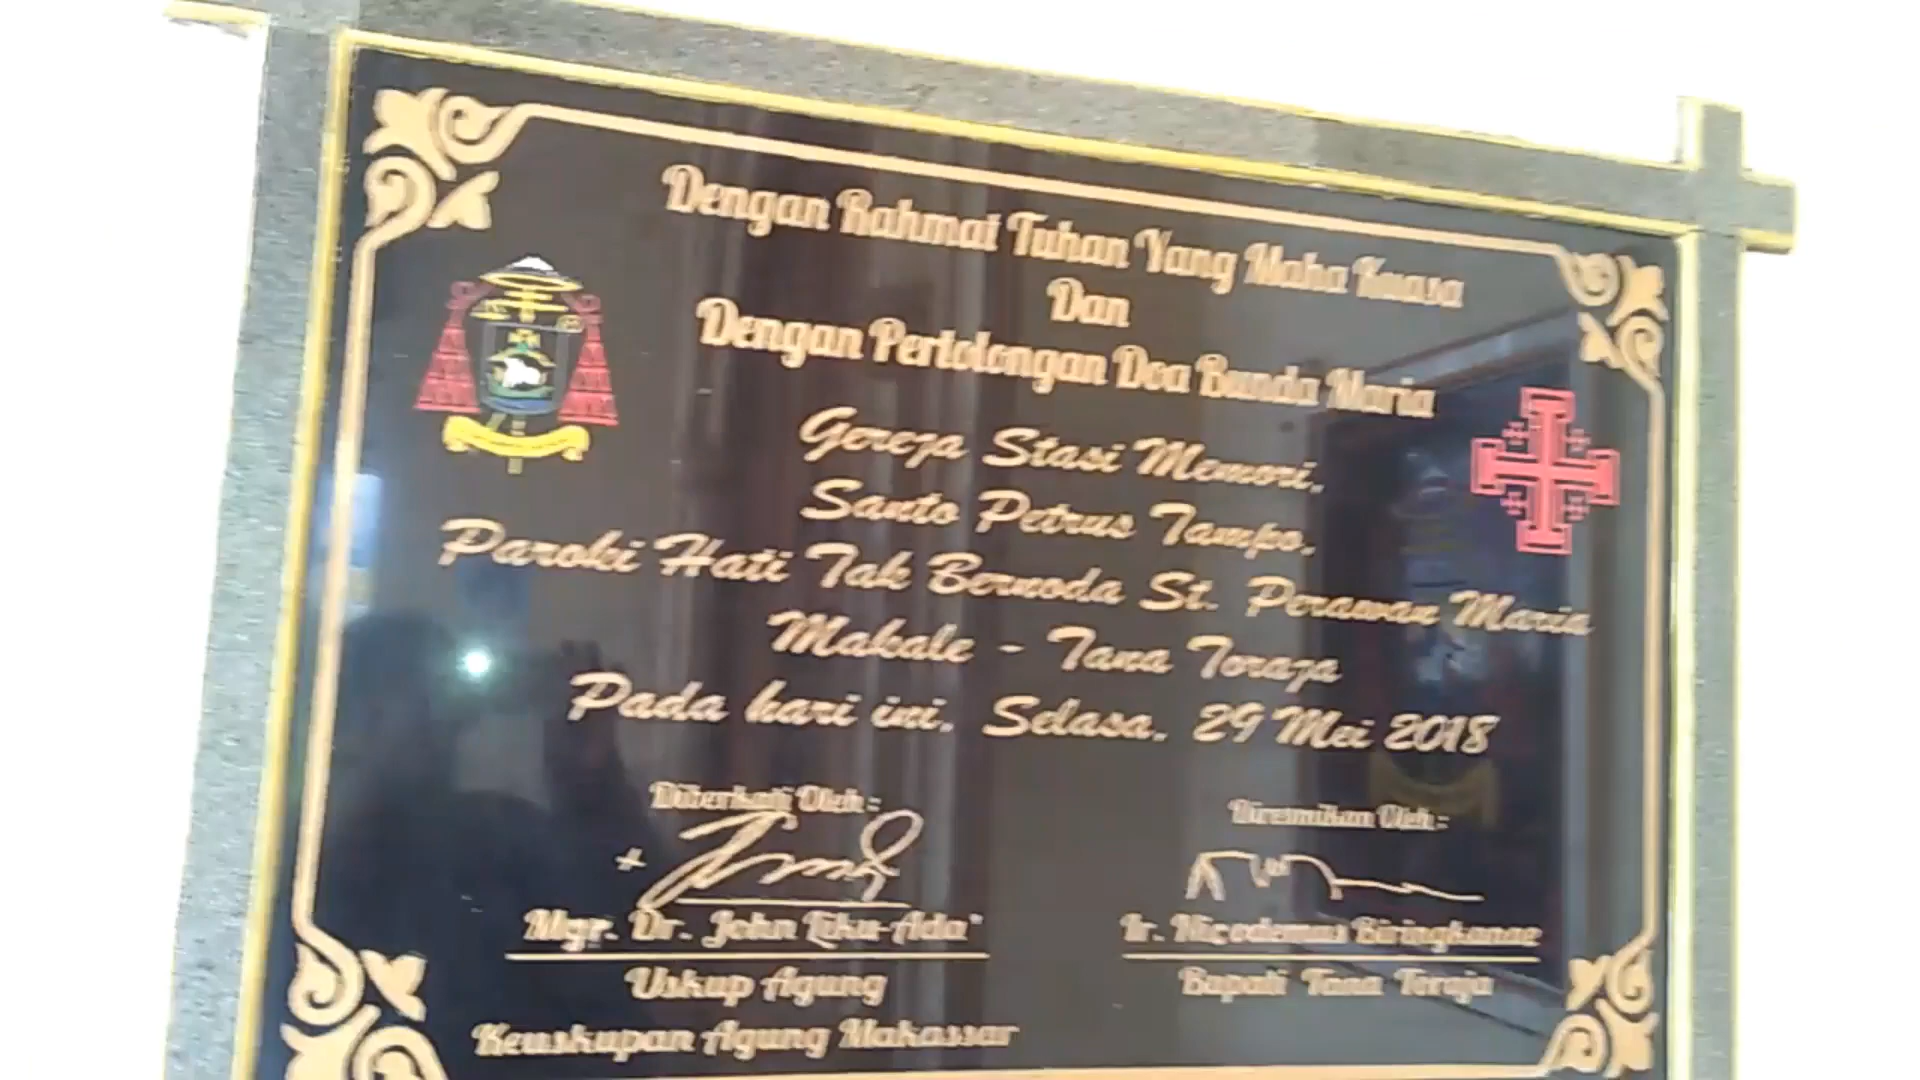 Dengan Rahmat Tuhan Yang Maha Kuasa
Dan
Dengan Pertolongan Doa Bunda Maria
Gereja Stasi Memori,
Santo Petrus Tampo,
Paroki Hati Tak Bernoda St. Perawan Maria
Makale - Tana Toraja
Pada hari ini, Selasa, 29 Mei 2018
Diberkati Oleh :
Diresmikan Oleh :
Mgr. Dr. John Liku-Ada'
Ir. Nicodemus Biringkanae
Uskup Agung
Bupati Tana Toraja
Keuskupan Agung Makassar